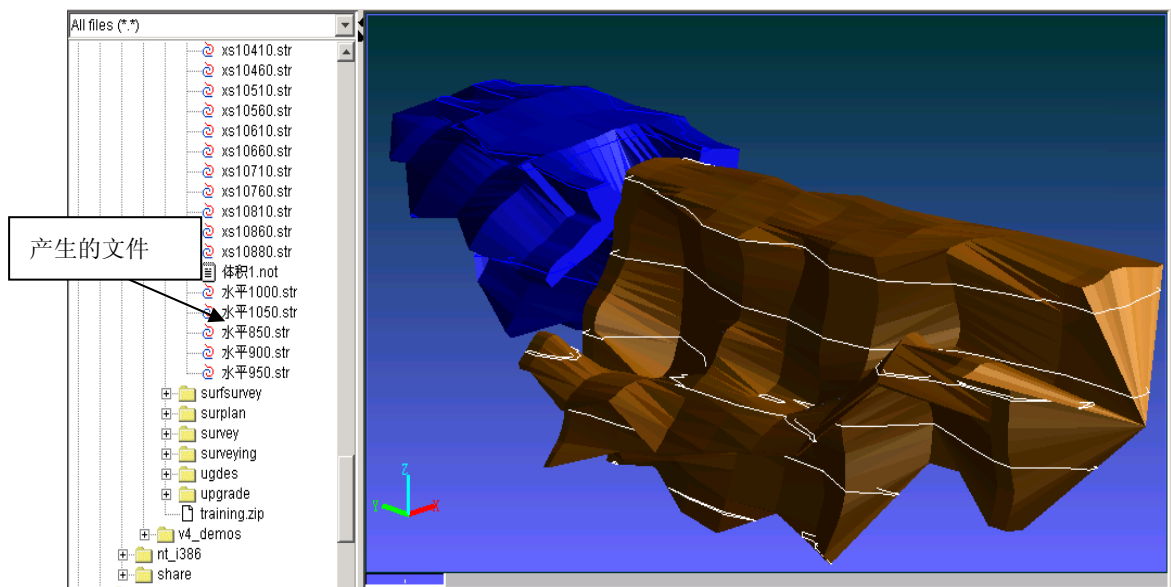 All files (*.*)
xs10410.str
xs10460.str
xs10510.str
xs10560.str
xs10610.str
xs10660.str
xs10710.str
xs10760.str
xs10810.str
xs10860.str
xs10880.str
产生的文件
体积1.not
水平1000.str
水平1050.str
水平850.str
水平900.str
水平950.str
surfsurvey
surplan
survey
surveying
ugdes
upgrade
training.zip
v4_demos
nt_i386
share
Z
Y
X